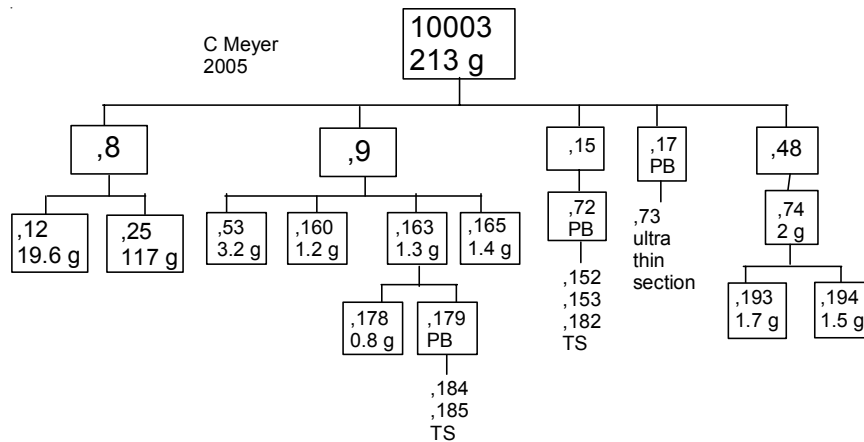 C Meyer
2005
10003
213 g
,8
,9
,15
,17
PB
,48
,12
19.6 g
,25
117 g
,53
3.2 g
,160
1.2 g
,163
1.3 g
,165
1.4 g
,72
PB
,73
ultra
thin
section
,74
2 g
,178
0.8 g
,179
PB
,152
,153
,182
TS
,193
1.7 g
,194
1.5 g
,184
,185
TS